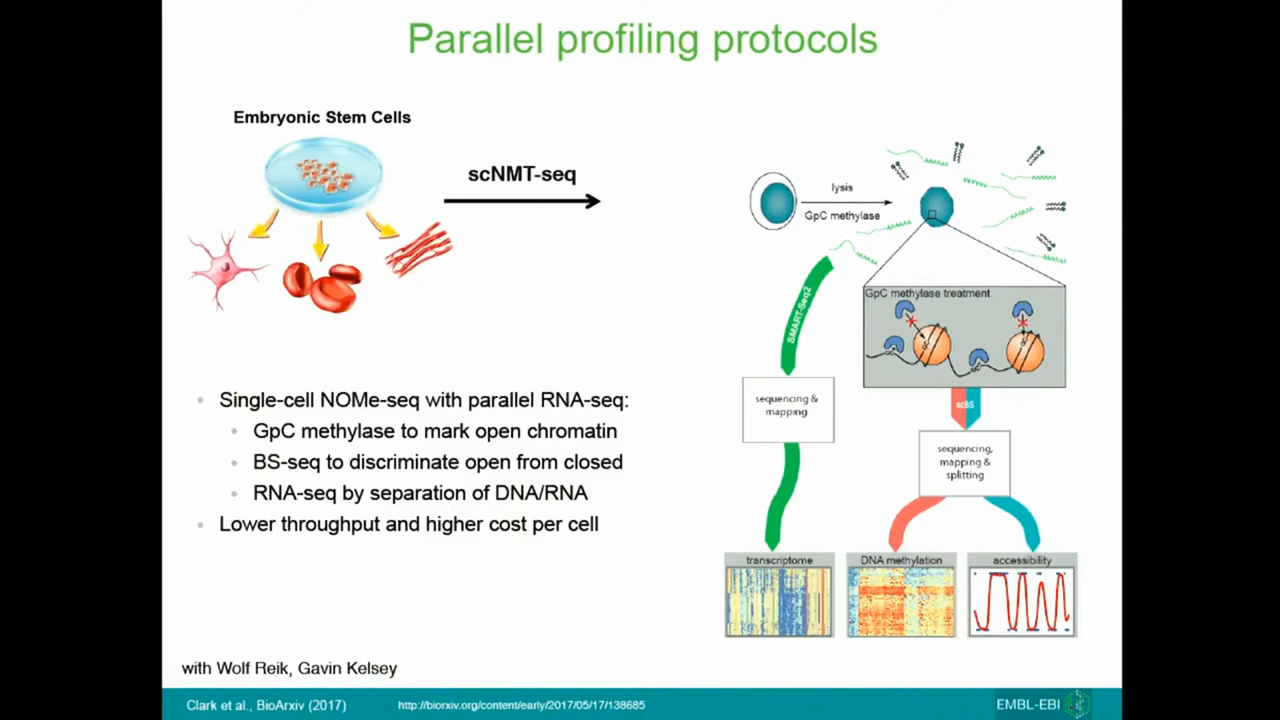 Parallel profiling protocols
Embryonic Stem Cells
scNMT-seq
lysis
GpC methylase
GpC methylase treatment
SMART-Seq2
sequencing &
mapping
scBS
sequencing,
mapping &
splitting
transcriptome
DNA methylation
accessibility
Single-cell NOMe-seq with parallel RNA-seq:
GpC methylase to mark open chromatin
BS-seq to discriminate open from closed
RNA-seq by separation of DNA/RNA
Lower throughput and higher cost per cell
with Wolf Reik, Gavin Kelsey
Clark et al., BioArxiv (2017)
http://biorxiv.org/content/early/2017/05/17/138685
EMBL-EBI